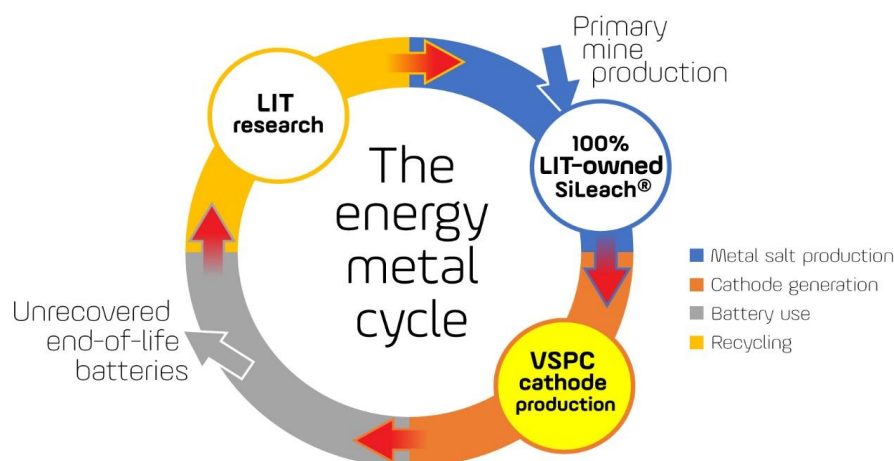 Primary
mine
production
LIT
research
100%
LIT-owned
SiLeach®
The
energy
metal
cycle
Metal salt production
Cathode generation
Battery use
Recycling
Unrecovered
end-of-life
batteries
VSPC
cathode
production